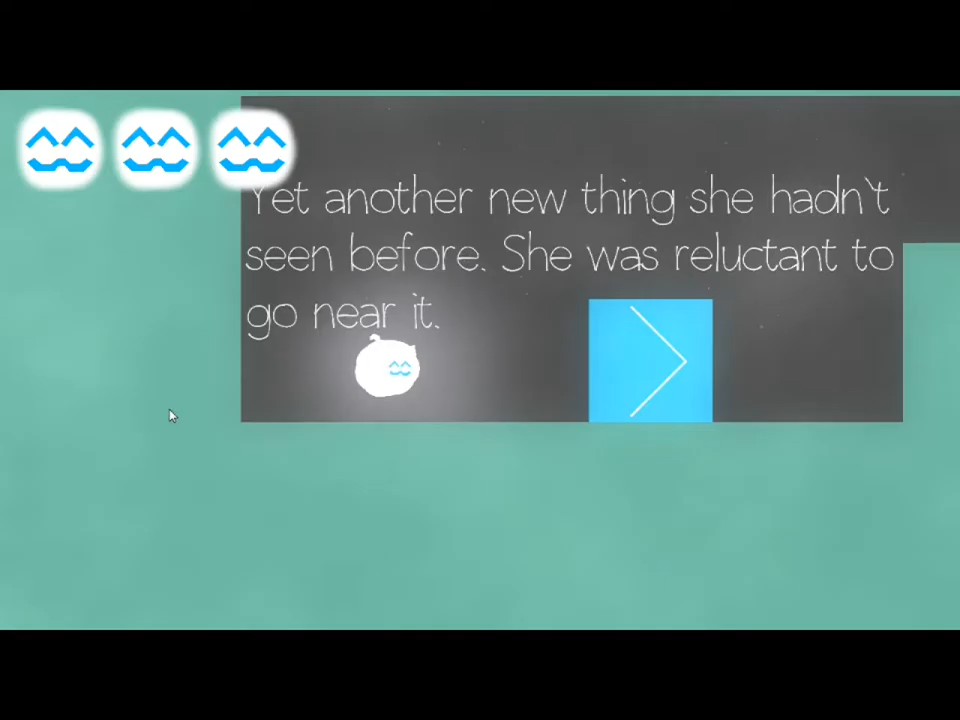 Yet another new thing she hadn`t
seen before. She was reluctant to
go near it.